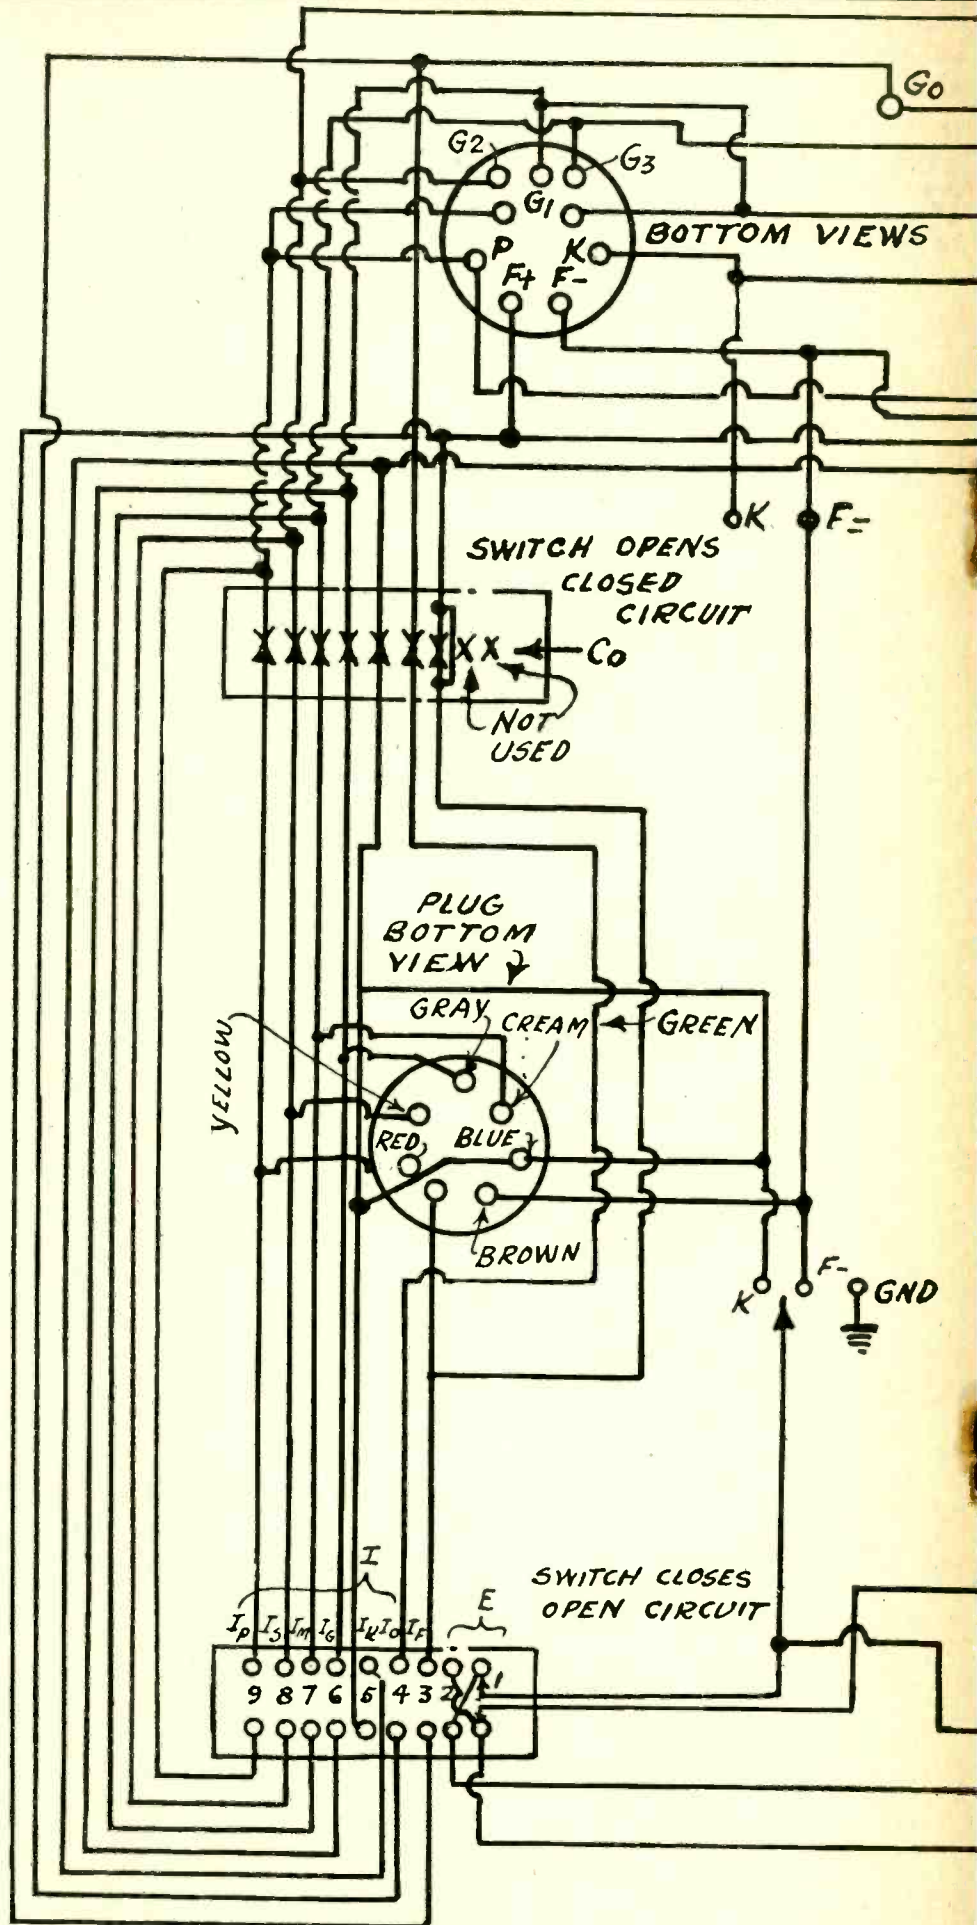 G0
G2
G3
G1
BOTTOM VIEWS
P
K
F+ F-
K
F=
SWITCH OPENS
CLOSED
CIRCUIT
X X
Co
NOT
USED
PLUG
BOTTOM
VIEW
GRAY
CREAM
GREEN
YELLOW
RED
BLUE
BROWN
K
F-
GND
I
SWITCH CLOSES
OPEN CIRCUIT
E
IP IS IM IG IK IO IF
9 8 7 6 5 4 3 2 1